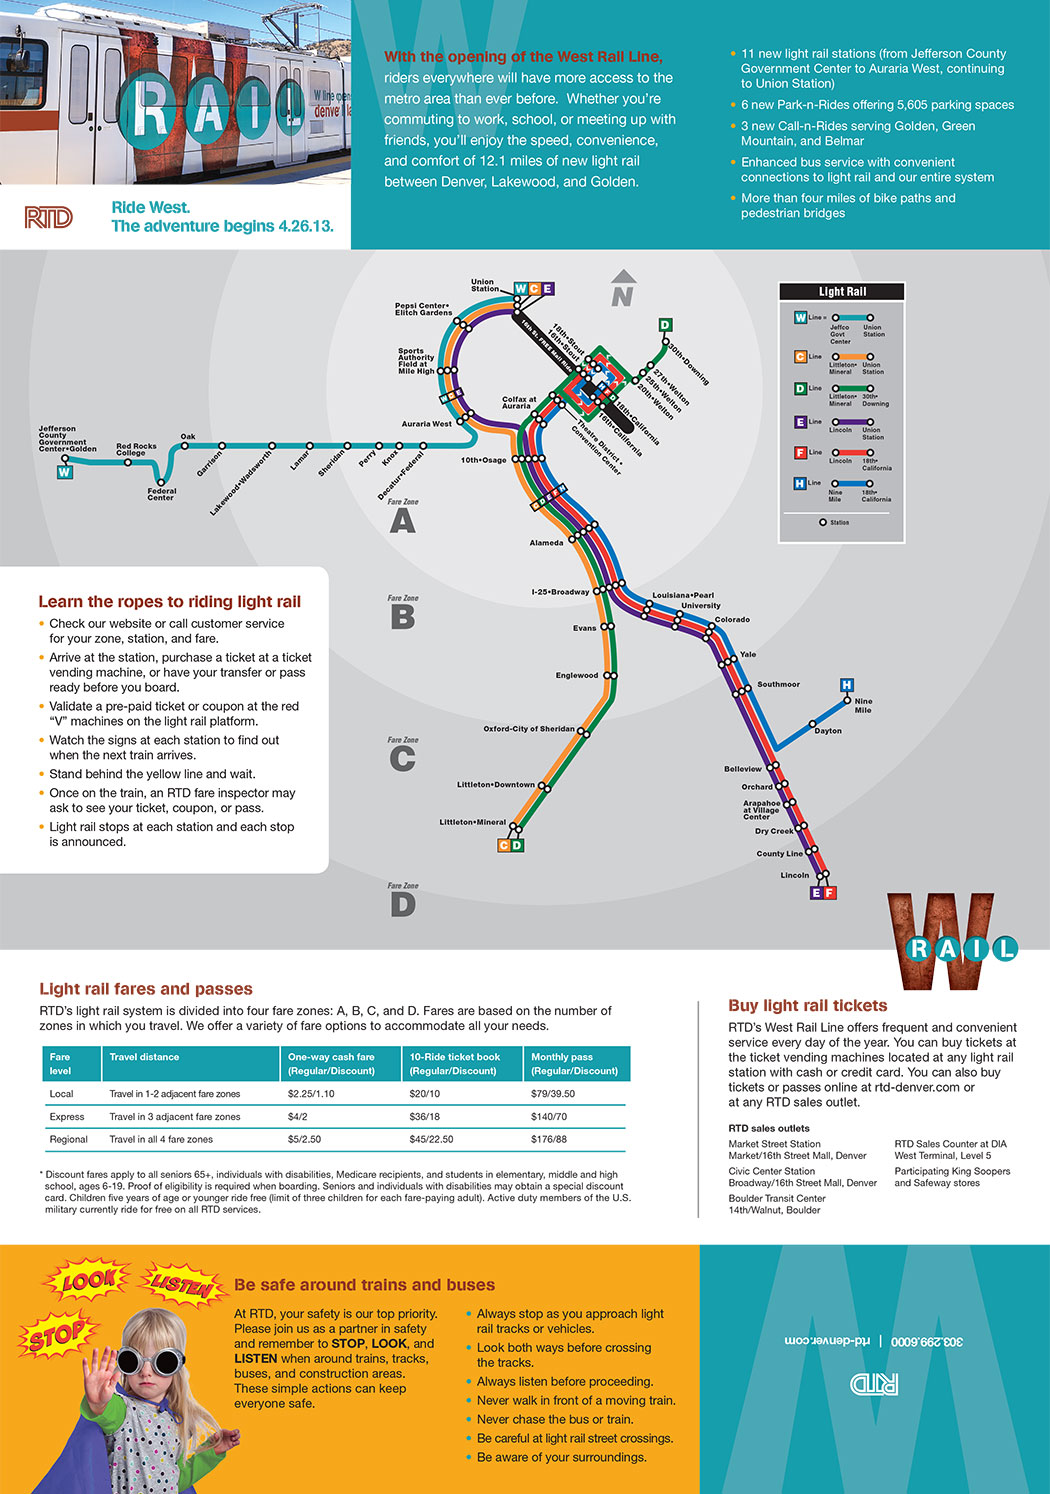 W
RAIL
W line opens
denver
RTD
Ride West.
The adventure begins 4.26.13.
With the opening of the West Rail Line,
riders everywhere will have more access to the
metro area than ever before. Whether you're
commuting to work, school, or meeting up with
friends, you'll enjoy the speed, convenience,
and comfort of 12.1 miles of new light rail
between Denver, Lakewood, and Golden.
• 11 new light rail stations (from Jefferson County
Government Center to Auraria West, continuing
to Union Station)
• 6 new Park-n-Rides offering 5,605 parking spaces
• 3 new Call-n-Rides serving Golden, Green
Mountain, and Belmar
• Enhanced bus service with convenient
connections to light rail and our entire system
• More than four miles of bike paths and
pedestrian bridges
Union
Station
W C E
N
Pepsi Center•
Elitch Gardens
Sports
Authority
Field at
Mile High
W C E
Auraria West
16th St. FREE Mall Ride
18th•Stout
16th•Stout
D
30th•Downing
27th•Welton
25th•Welton
20th•Welton
18th•California
16th•California
Theatre District•
Convention Center
Colfax at
Auraria
10th•Osage
Jefferson
County
Government
Center•Golden
W
Red Rocks
College
Federal
Center
Oak
Garrison
Lakewood•Wadsworth
Lamar
Sheridan
Perry
Knox
Decatur•Federal
C D E F H
Alameda
I-25•Broadway
Evans
Englewood
Oxford-City of Sheridan
Littleton•Downtown
Littleton•Mineral
C D
Louisiana•Pearl
University
Colorado
Yale
Southmoor
H
Nine
Mile
Dayton
Belleview
Orchard
Arapahoe
at Village
Center
Dry Creek
County Line
Lincoln
E F
Fare Zone
A
Fare Zone
B
Fare Zone
C
Fare Zone
D
Light Rail
W Line =
Jeffco
Govt
Center
Union
Station
C Line
Littleton•
Mineral
Union
Station
D Line
Littleton•
Mineral
30th•
Downing
E Line
Lincoln
Union
Station
F Line
Lincoln
18th•
California
H Line
Nine
Mile
18th•
California
Station
Learn the ropes to riding light rail
• Check our website or call customer service
for your zone, station, and fare.
• Arrive at the station, purchase a ticket at a ticket
vending machine, or have your transfer or pass
ready before you board.
• Validate a pre-paid ticket or coupon at the red
“V” machines on the light rail platform.
• Watch the signs at each station to find out
when the next train arrives.
• Stand behind the yellow line and wait.
• Once on the train, an RTD fare inspector may
ask to see your ticket, coupon, or pass.
• Light rail stops at each station and each stop
is announced.
W
RAIL
Light rail fares and passes
RTD's light rail system is divided into four fare zones: A, B, C, and D. Fares are based on the number of
zones in which you travel. We offer a variety of fare options to accommodate all your needs.
Fare
level
Travel distance
One-way cash fare
(Regular/Discount)
10-Ride ticket book
(Regular/Discount)
Monthly pass
(Regular/Discount)
Local Travel in 1-2 adjacent fare zones $2.25/1.10 $20/10 $79/39.50
Express Travel in 3 adjacent fare zones $4/2 $36/18 $140/70
Regional Travel in all 4 fare zones $5/2.50 $45/22.50 $176/88
* Discount fares apply to all seniors 65+, individuals with disabilities, Medicare recipients, and students in elementary, middle and high
school, ages 6-19. Proof of eligibility is required when boarding. Seniors and individuals with disabilities may obtain a special discount
card. Children five years of age or younger ride free (limit of three children for each fare-paying adult). Active duty members of the U.S.
military currently ride for free on all RTD services.
Buy light rail tickets
RTD's West Rail Line offers frequent and convenient
service every day of the year. You can buy tickets at
the ticket vending machines located at any light rail
station with cash or credit card. You can also buy
tickets or passes online at rtd-denver.com or
at any RTD sales outlet.
RTD sales outlets
Market Street Station
Market/16th Street Mall, Denver
Civic Center Station
Broadway/16th Street Mall, Denver
Boulder Transit Center
14th/Walnut, Boulder
RTD Sales Counter at DIA
West Terminal, Level 5
Participating King Soopers
and Safeway stores
LOOK
LISTEN
STOP
Be safe around trains and buses
At RTD, your safety is our top priority.
Please join us as a partner in safety
and remember to STOP, LOOK, and
LISTEN when around trains, tracks,
buses, and construction areas.
These simple actions can keep
everyone safe.
• Always stop as you approach light
rail tracks or vehicles.
• Look both ways before crossing
the tracks.
• Always listen before proceeding.
• Never walk in front of a moving train.
• Never chase the bus or train.
• Be careful at light rail street crossings.
• Be aware of your surroundings.
303.299.6000 | rtd-denver.com
RTD